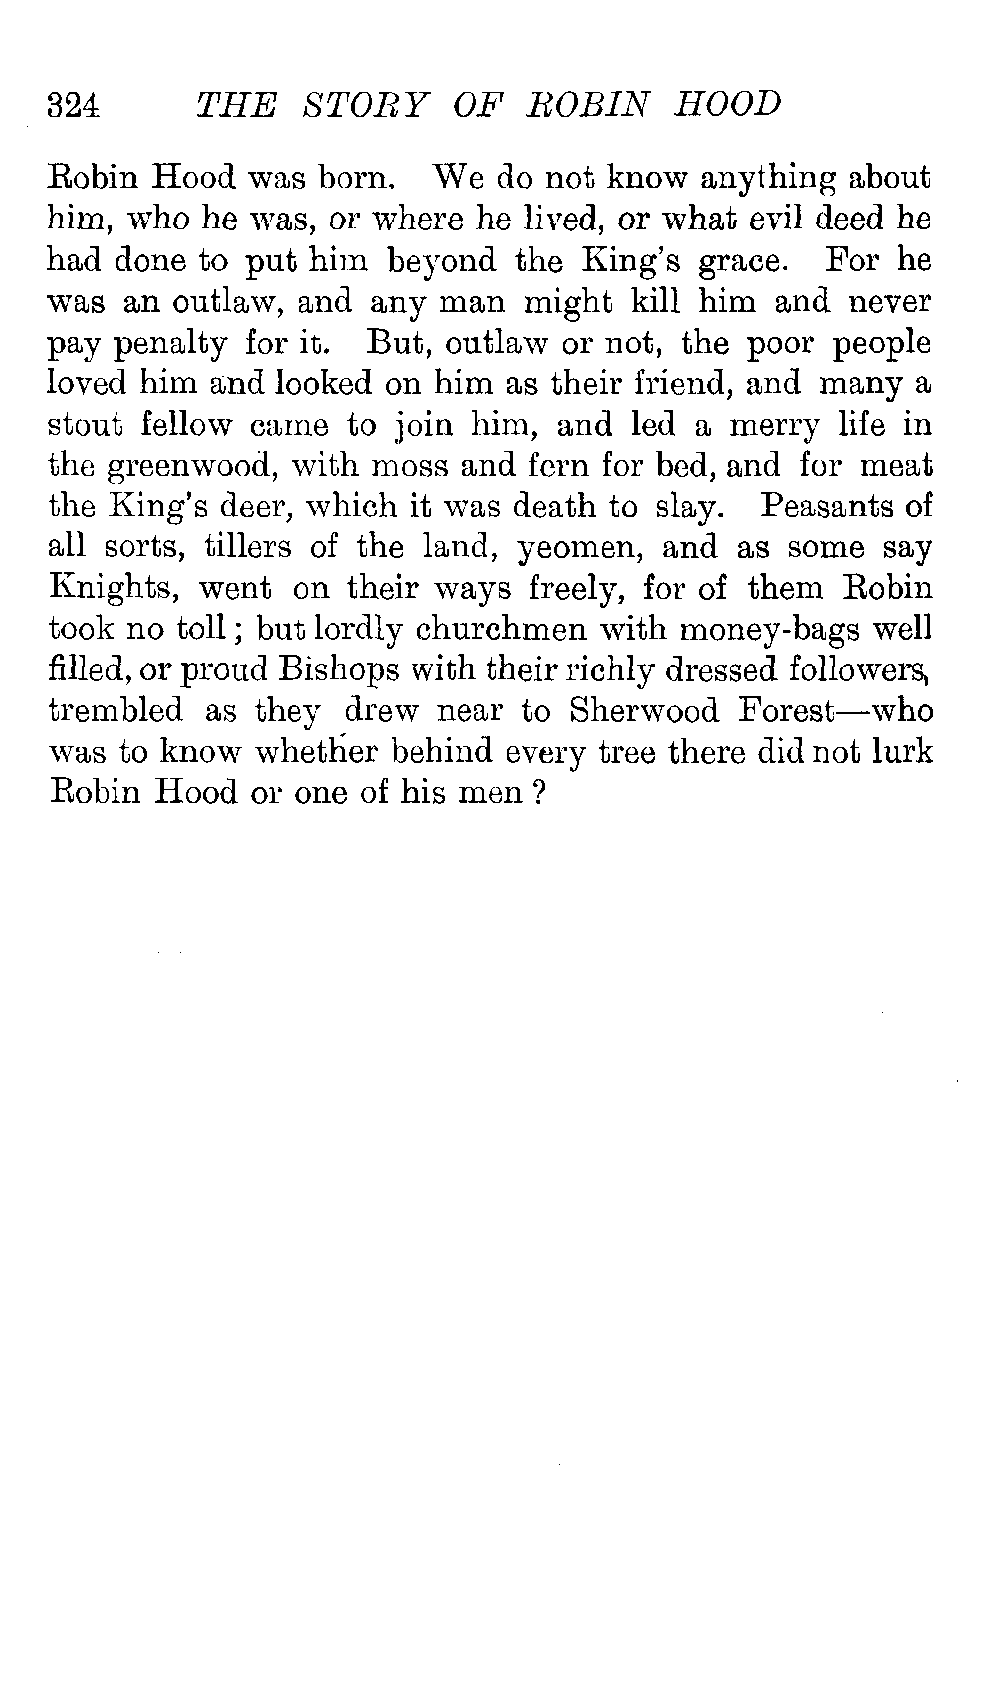 324 THE STORY OF ROBIN HOOD
Robin Hood was born. We do not know anything about
him, who he was, or where he lived, or what evil deed he
had done to put him beyond the King's grace. For he
was an outlaw, and any man might kill him and never
pay penalty for it. But, outlaw or not, the poor people
loved him and looked on him as their friend, and many a
stout fellow came to join him, and led a merry life in
the greenwood, with moss and fern for bed, and for meat
the King's deer, which it was death to slay. Peasants of
all sorts, tillers of the land, yeomen, and as some say
Knights, went on their ways freely, for of them Robin
took no toll; but lordly churchmen with money-bags well
filled, or proud Bishops with their richly dressed followers,
trembled as they drew near to Sherwood Forest—who
was to know whether behind every tree there did not lurk
Robin Hood or one of his men?